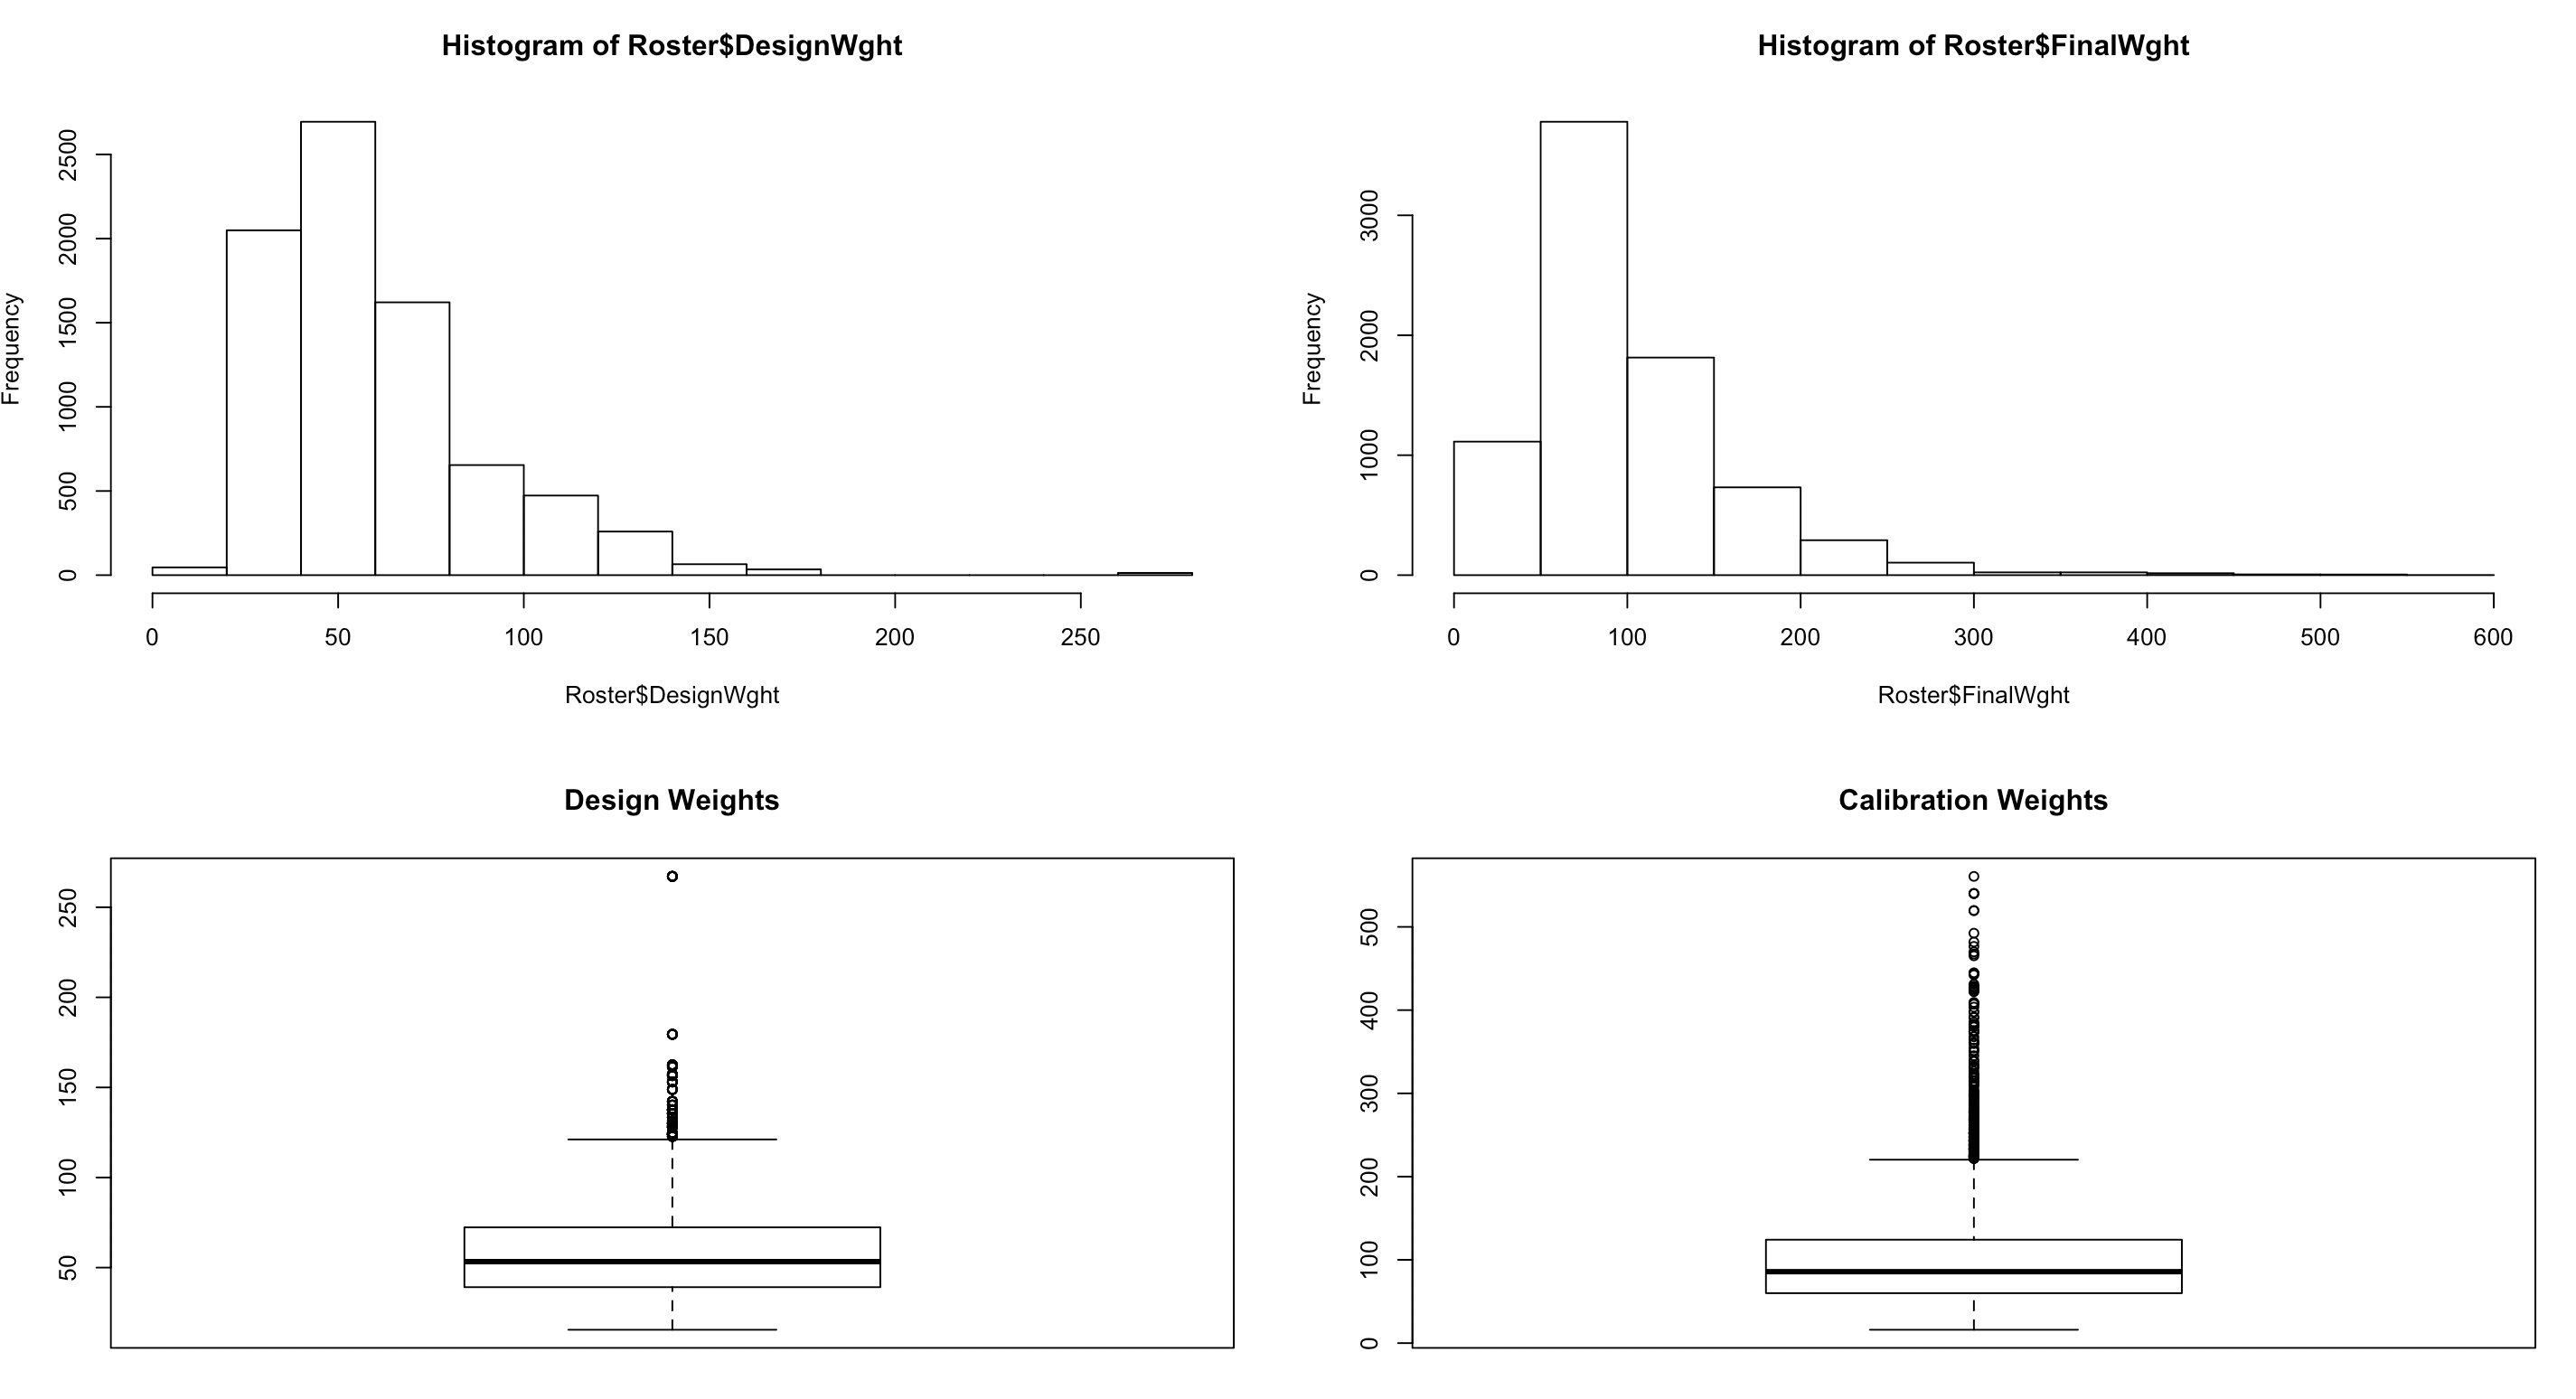 Histogram of Roster$DesignWght
Frequency
0 500 1000 1500 2000 2500
0 50 100 150 200 250
Roster$DesignWght
Histogram of Roster$FinalWght
Frequency
0 1000 2000 3000
0 100 200 300 400 500 600
Roster$FinalWght
Design Weights
50 100 150 200 250
Calibration Weights
0 100 200 300 400 500